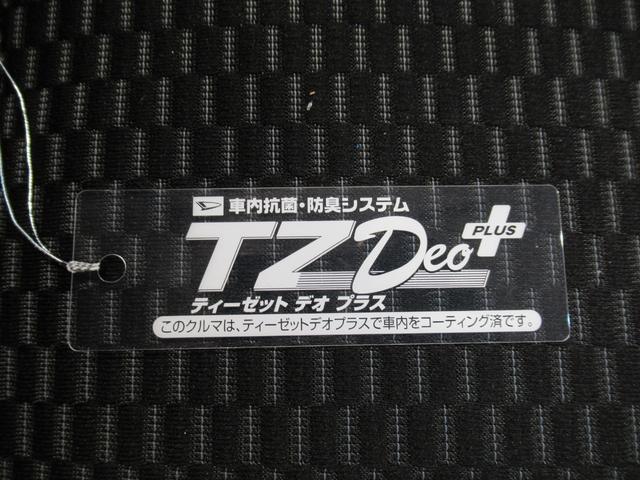 車内抗菌・防臭システム
TZ Deo PLUS
ティーゼット デオ プラス
このクルマは、ティーゼットデオプラスで車内をコーティング済です。